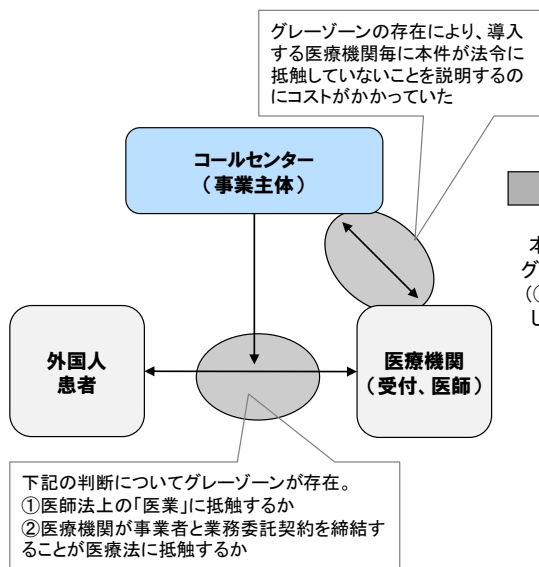 グレーゾーンの存在により、導入
する医療機関毎に本件が法令に
抵触していないことを説明するの
にコストがかかっていた
コールセンター
（事業主体）
本
グ
(○
し
外国人
患者
医療機関
（受付、医師）
下記の判断についてグレーゾーンが存在。
①医師法上の「医業」に抵触するか
②医療機関が事業者と業務委託契約を締結す
ることが医療法に抵触するか